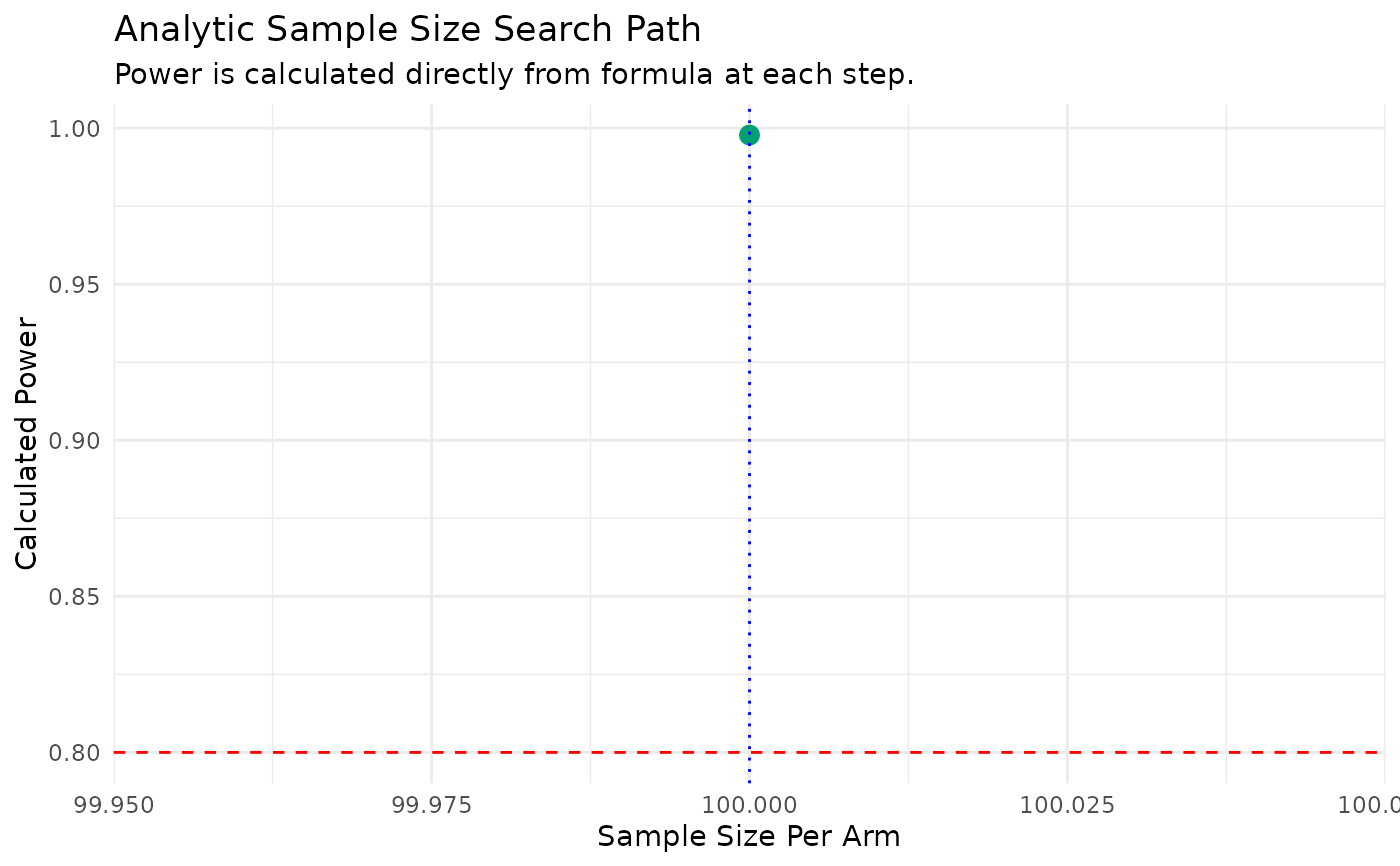 Analytic Sample Size Search Path
Power is calculated directly from formula at each step.
1.00
0.95
0.90
0.85
0.80
Calculated Power
99.950 99.975 100.000 100.025 100.0
Sample Size Per Arm